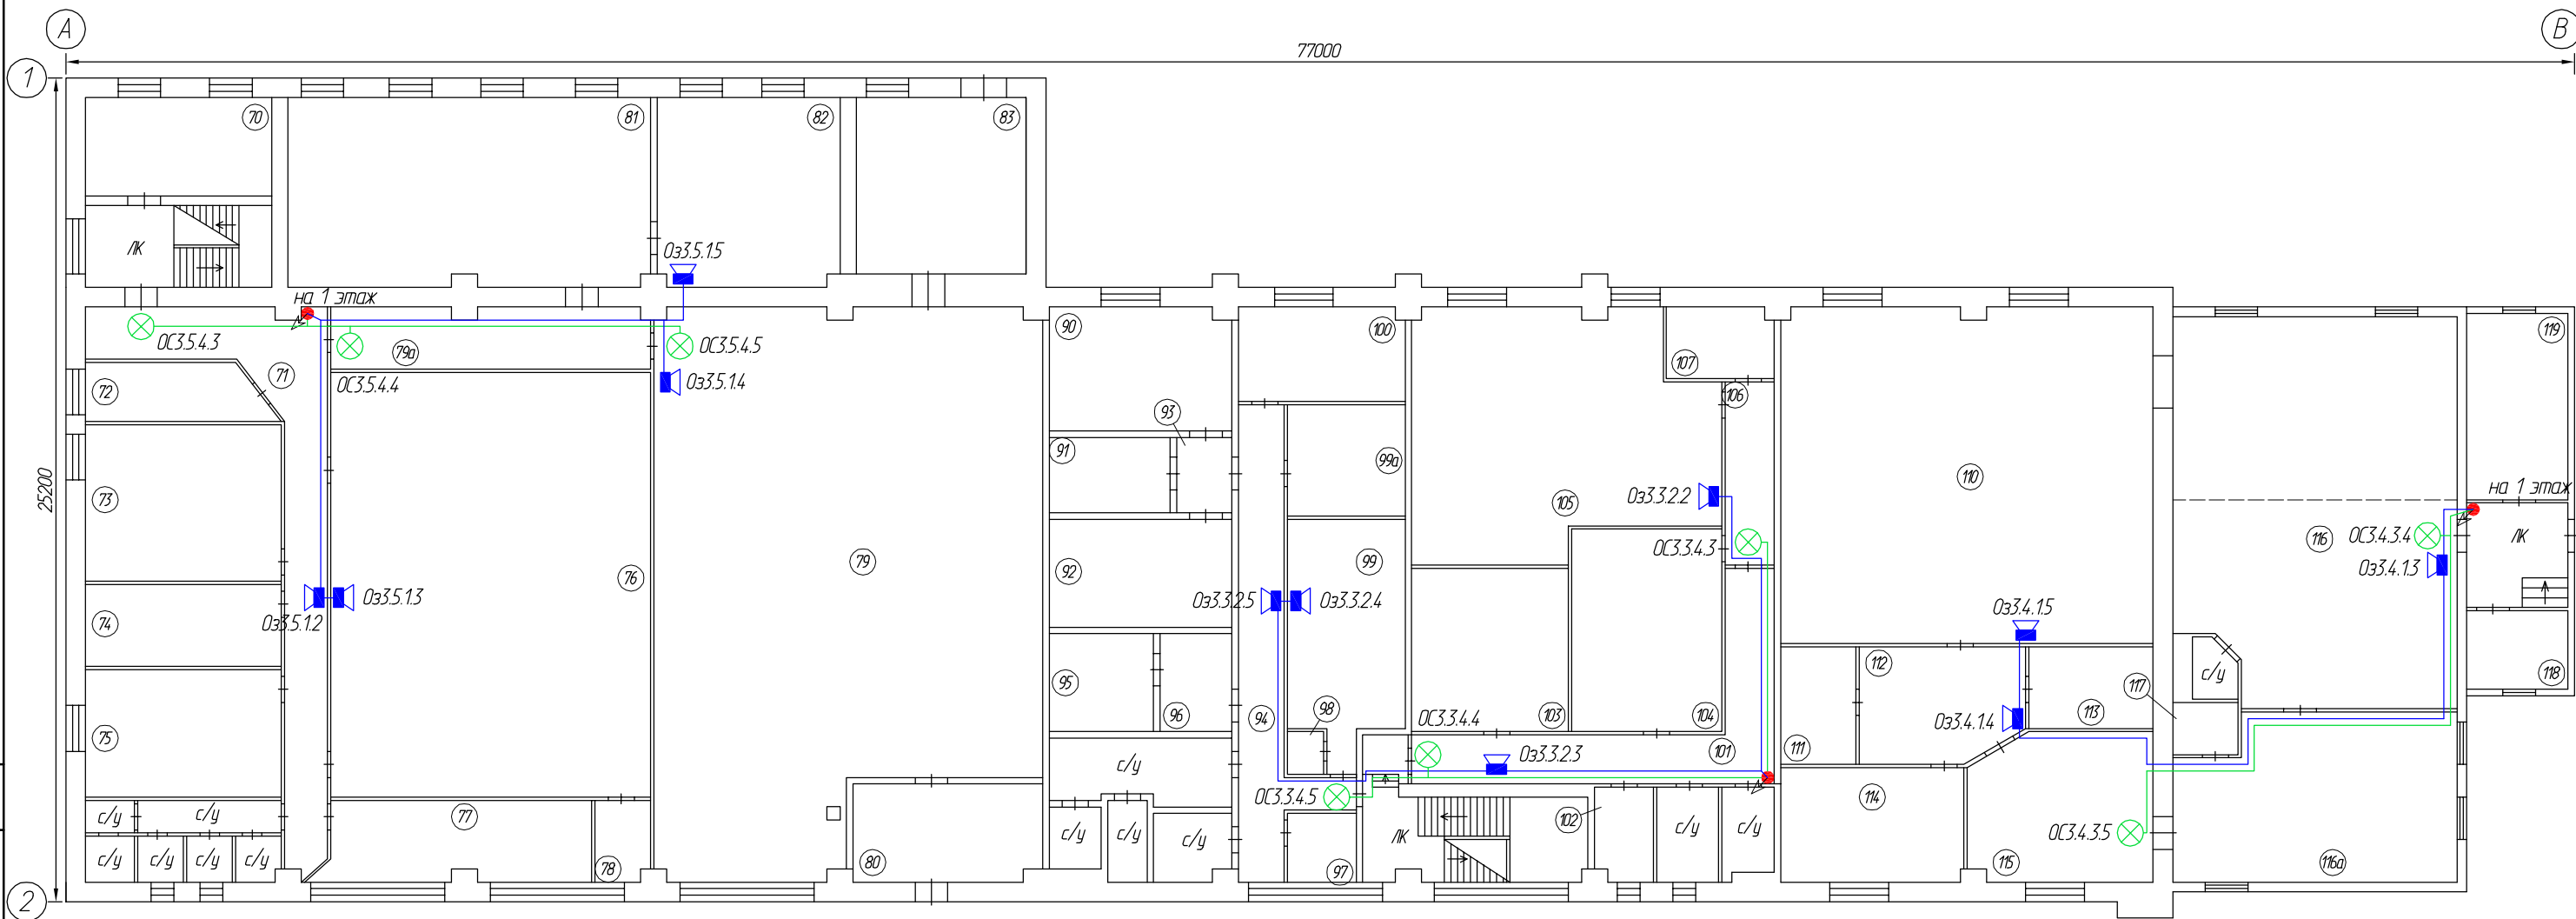 А
В
77000
1
25200
2
70
81
82
83
ЛК
на 1 этаж
Оз3.5.1.5
ОС3.5.4.3
79а
ОС3.5.4.5
71
72
ОС3.5.4.4
Оз3.5.1.4
73
76
79
Оз3.5.1.3
Оз3.5.1.2
74
75
77
78
80
с/у
с/у
с/у
с/у
с/у
с/у
90
93
91
92
95
96
с/у
с/у
с/у
с/у
100
99а
99
94
98
97
Оз3.3.2.5
Оз3.3.2.4
ОС3.3.4.5
107
106
105
Оз3.3.2.2
ОС3.3.4.3
103
104
101
ОС3.3.4.4
Оз3.3.2.3
ЛК
102
с/у
с/у
110
Оз3.4.1.5
112
111
113
Оз3.4.1.4
114
115
ОС3.4.3.5
117
с/у
116
119
на 1 этаж
ОС3.4.3.4
ЛК
Оз3.4.1.3
118
116а